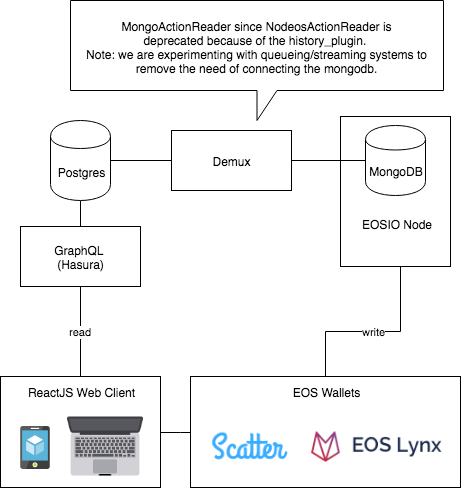 MongoActionReader since NodeosActionReader is
deprecated because of the history_plugin.
Note: we are experimenting with queueing/streaming systems to
remove the need of connecting the mongodb.
Postgres
Demux
MongoDB
EOSIO Node
GraphQL
(Hasura)
read
write
ReactJS Web Client
EOS Wallets
Scatter
EOS Lynx